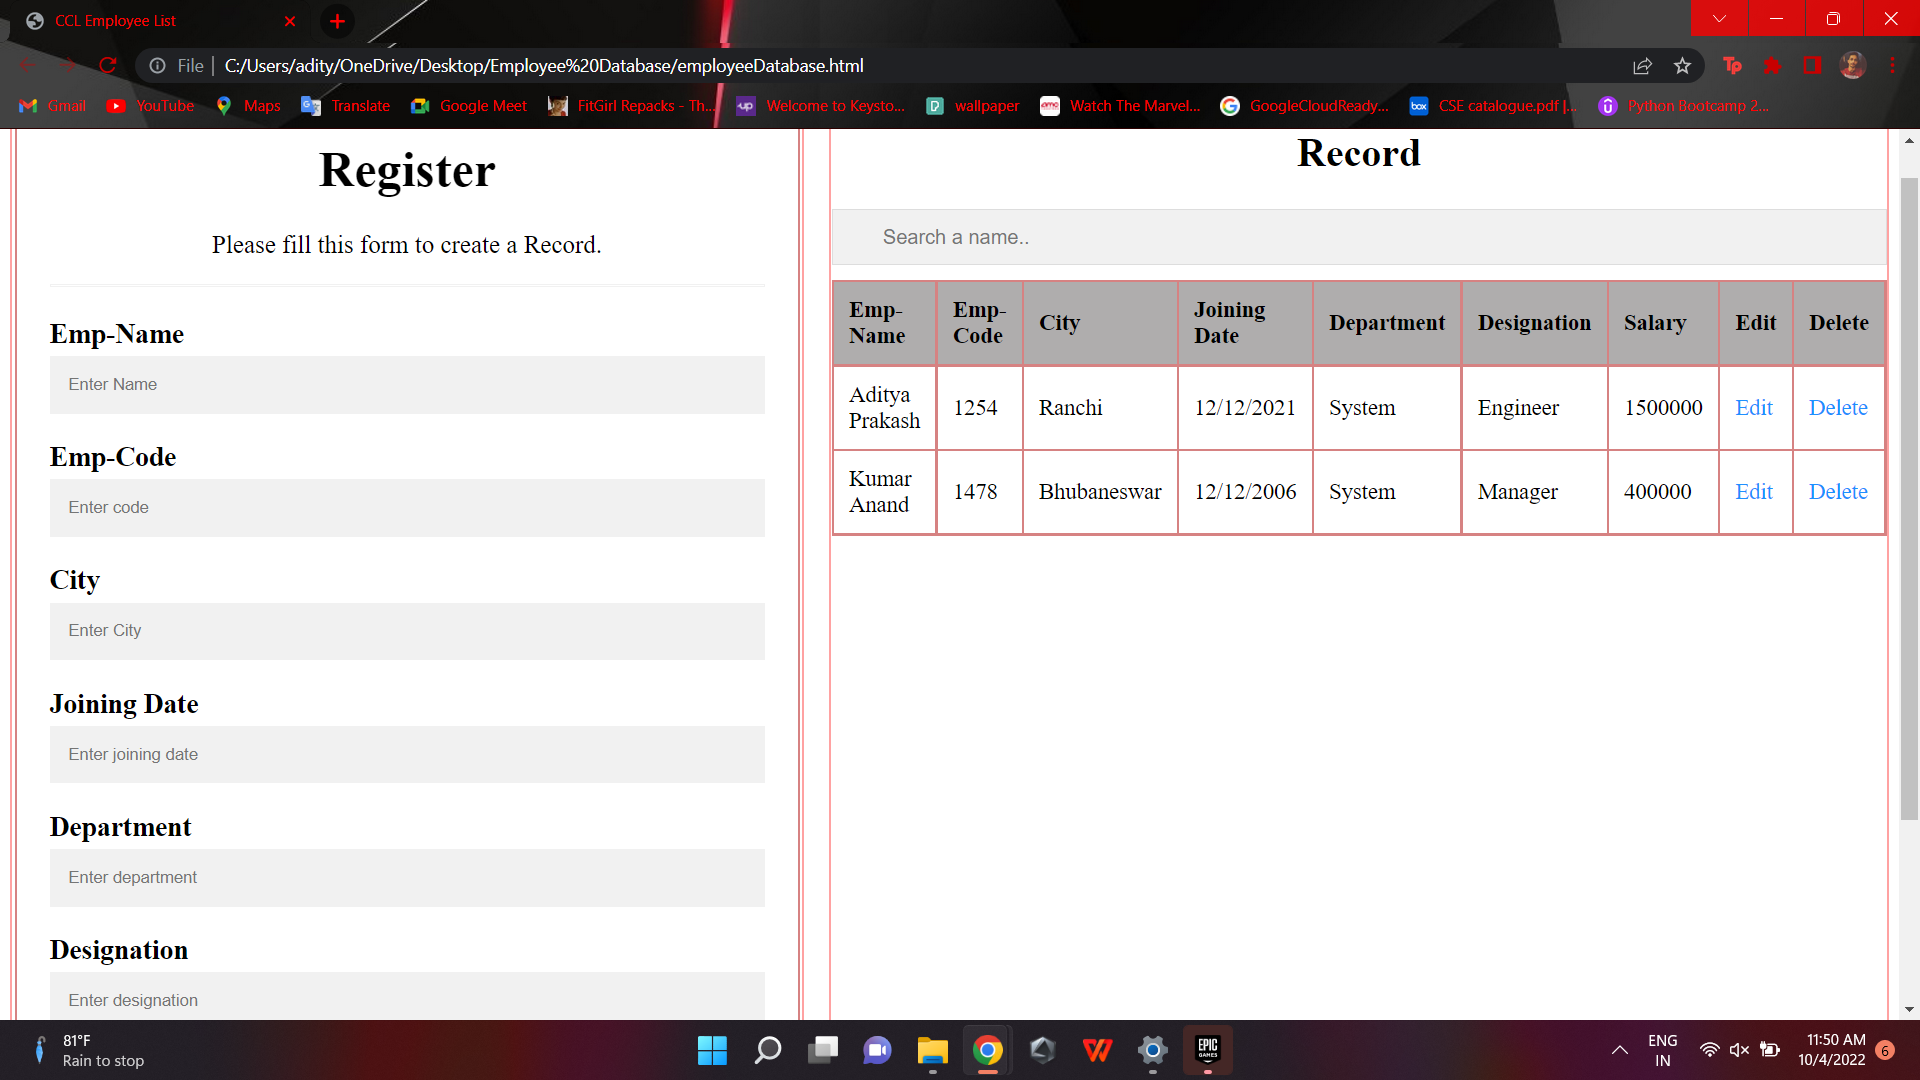 CCL Employee List
File
C:/Users/adity/OneDrive/Desktop/Employee%20Database/employeeDatabase.html
Gmail YouTube Maps Translate Google Meet FitGirl Repacks - Th... Welcome to Keysto... wallpaper Watch The Marvel... GoogleCloudReady... CSE catalogue.pdf |... Python Bootcamp 2...
Register
Please fill this form to create a Record.
Emp-Name
Enter Name
Emp-Code
Enter code
City
Enter City
Joining Date
Enter joining date
Department
Enter department
Designation
Enter designation
Record
Search a name..
Emp-Name Emp-Code City Joining Date Department Designation Salary Edit Delete
Aditya Prakash 1254 Ranchi 12/12/2021 System Engineer 1500000 Edit Delete
Kumar Anand 1478 Bhubaneswar 12/12/2006 System Manager 400000 Edit Delete
81°F
Rain to stop
EPIC
GAMES
ENG
IN
11:50 AM
10/4/2022
6